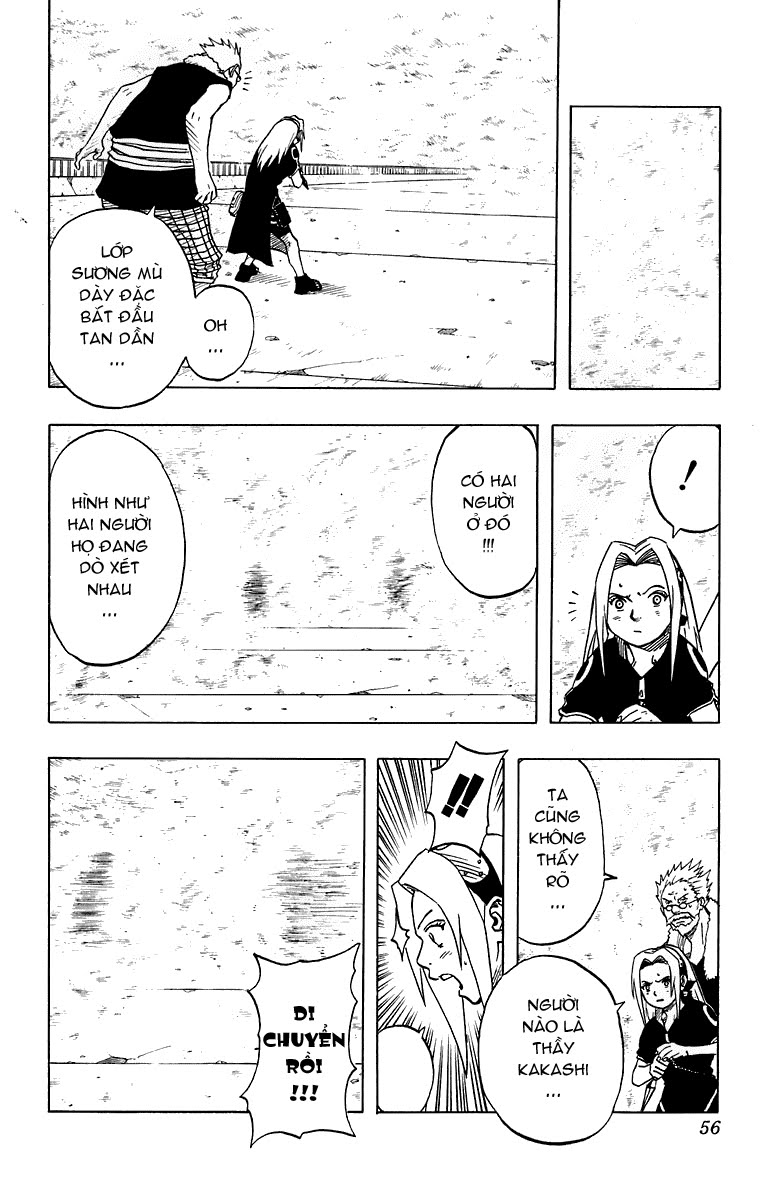 OH
...
LỚP
SƯƠNG MÙ
DÀY ĐẶC
BẮT ĐẦU
TAN DẦN
...
!
CÓ HAI
NGƯỜI
Ở ĐÓ
!!!
HÌNH NHƯ
HAI NGƯỜI
HỌ ĐANG
DÒ XÉT
NHAU
...
TA
CŨNG
KHÔNG
THẤY
RÕ
...
NGƯỜI
NÀO LÀ
THẦY
KAKASHI
...
!!
DI
CHUYỂN
RỒI
!!!
56